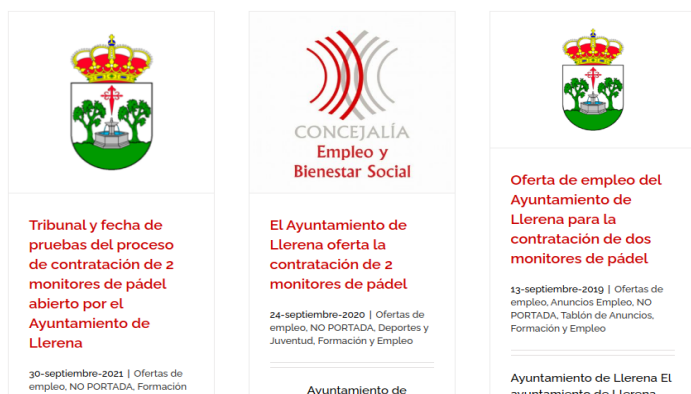 Tribunal y fecha de
pruebas del proceso
de contratación de 2
monitores de pádel
abierto por el
Ayuntamiento de
Llerena
30-septiembre-2021 | Ofertas de
empleo, NO PORTADA, Formación
CONCEJALÍA
Empleo y
Bienestar Social
El Ayuntamiento de
Llerena oferta la
contratación de 2
monitores de pádel
24-septiembre-2020 | Ofertas de
empleo, NO PORTADA, Deportes y
Juventud, Formación y Empleo
Ayuntamiento de
Oferta de empleo del
Ayuntamiento de
Llerena para la
contratación de dos
monitores de pádel
13-septiembre-2019 | Ofertas de
empleo, Anuncios Empleo, NO
PORTADA, Tablón de Anuncios,
Formación y Empleo
Ayuntamiento de Llerena El
ayuntamiento de Llerena